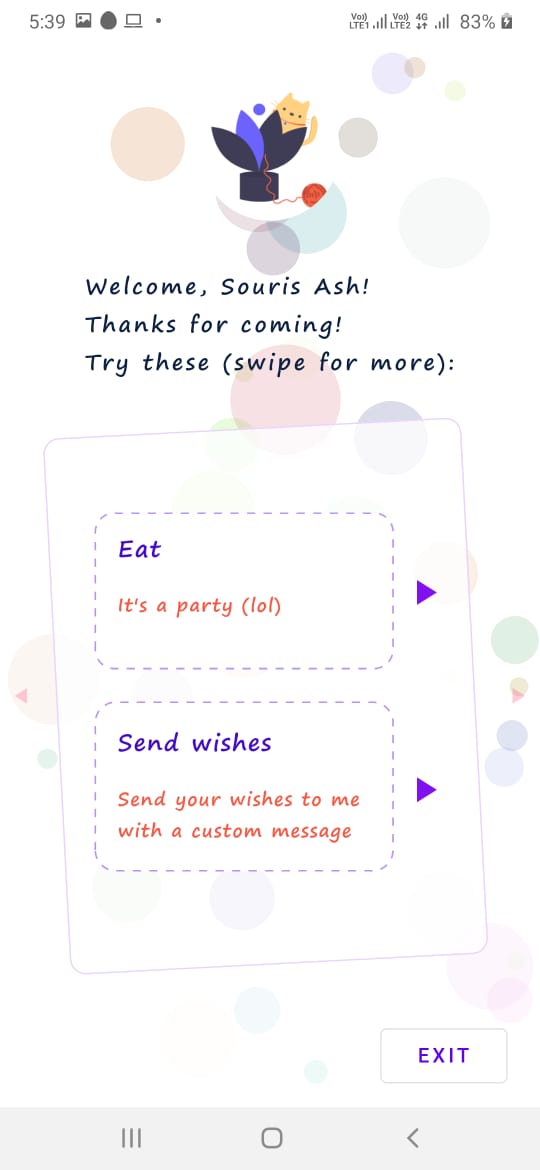 5:39
Vo)) LTE1 Vo)) LTE2 4G 83%
Welcome, Souris Ash!
Thanks for coming!
Try these (swipe for more):
Eat
It's a party (lol)
Send wishes
Send your wishes to me
with a custom message
EXIT